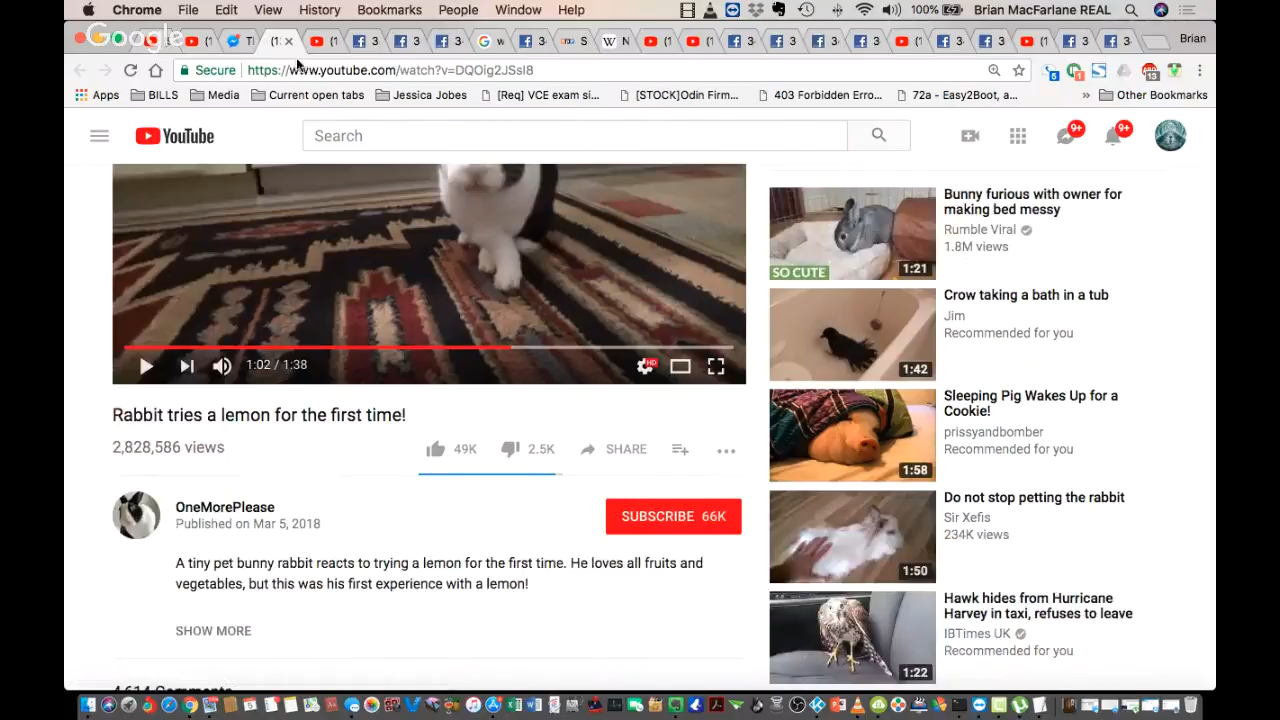 Chrome File Edit View History Bookmarks People Window Help 100% Brian MacFarlane REAL
Google
Brian
Secure https://www.youtube.com/watch?v=DQOig2JSsI8
Apps BILLS Media Current open tabs Jessica Jobes [Req] VCE exam si... [STOCK]Odin Firm... 403 Forbidden Erro... 72a - Easy2Boot, a... » Other Bookmarks
YouTube
Search
9+ 9+
Bunny furious with owner for
making bed messy
Rumble Viral
1.8M views
SO CUTE
1:21
Crow taking a bath in a tub
Jim
Recommended for you
1:42
HD
1:02 / 1:38
Sleeping Pig Wakes Up for a
Cookie!
prissyandbomber
Recommended for you
1:58
Rabbit tries a lemon for the first time!
2,828,586 views
49K 2.5K SHARE
OneMorePlease
Published on Mar 5, 2018
SUBSCRIBE 66K
A tiny pet bunny rabbit reacts to trying a lemon for the first time. He loves all fruits and
vegetables, but this was his first experience with a lemon!
SHOW MORE
4,614 Comments
Do not stop petting the rabbit
Sir Xefis
234K views
1:50
Hawk hides from Hurricane
Harvey in taxi, refuses to leave
IBTimes UK
Recommended for you
1:22